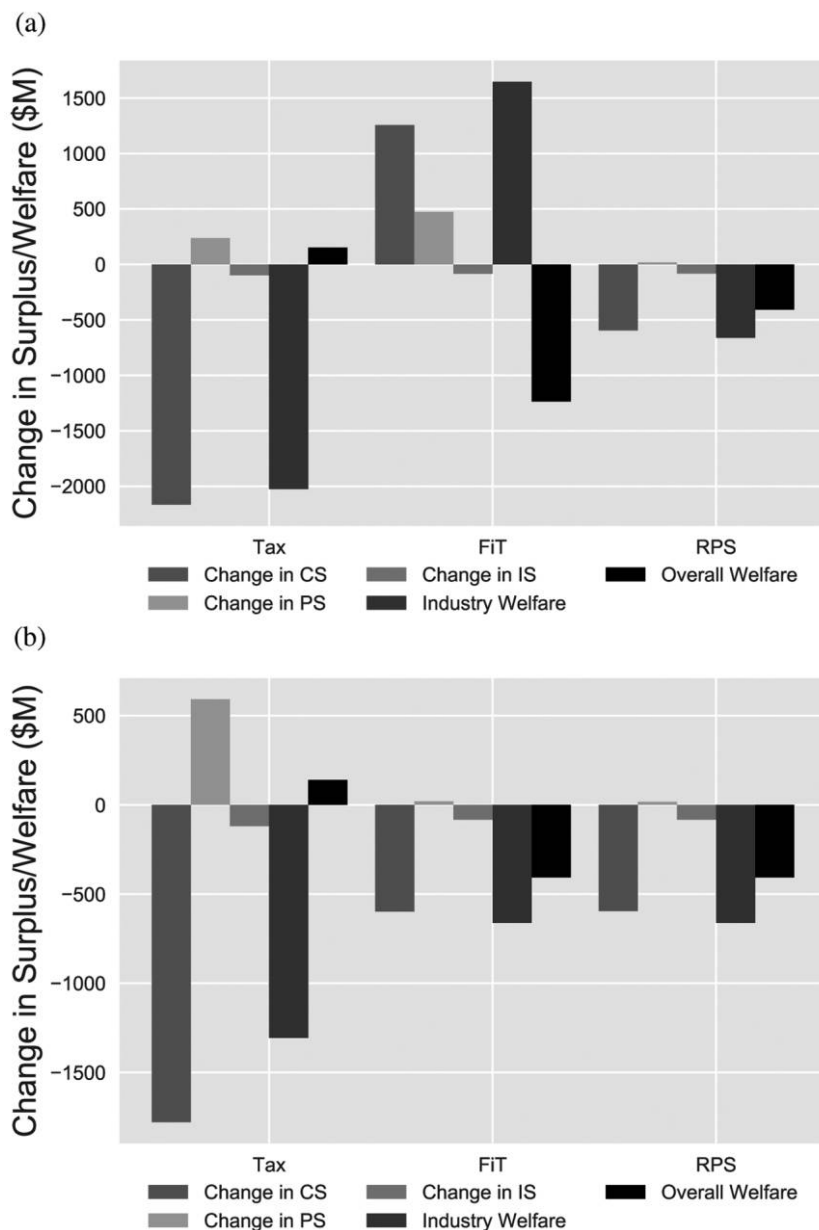 (a)
Change in Surplus/Welfare ($M)
1500
1000
500
0
−500
−1000
−1500
−2000
Tax FiT RPS
Change in CS Change in IS Overall Welfare
Change in PS Industry Welfare
(b)
Change in Surplus/Welfare ($M)
500
0
−500
−1000
−1500
Tax FiT RPS
Change in CS Change in IS Overall Welfare
Change in PS Industry Welfare